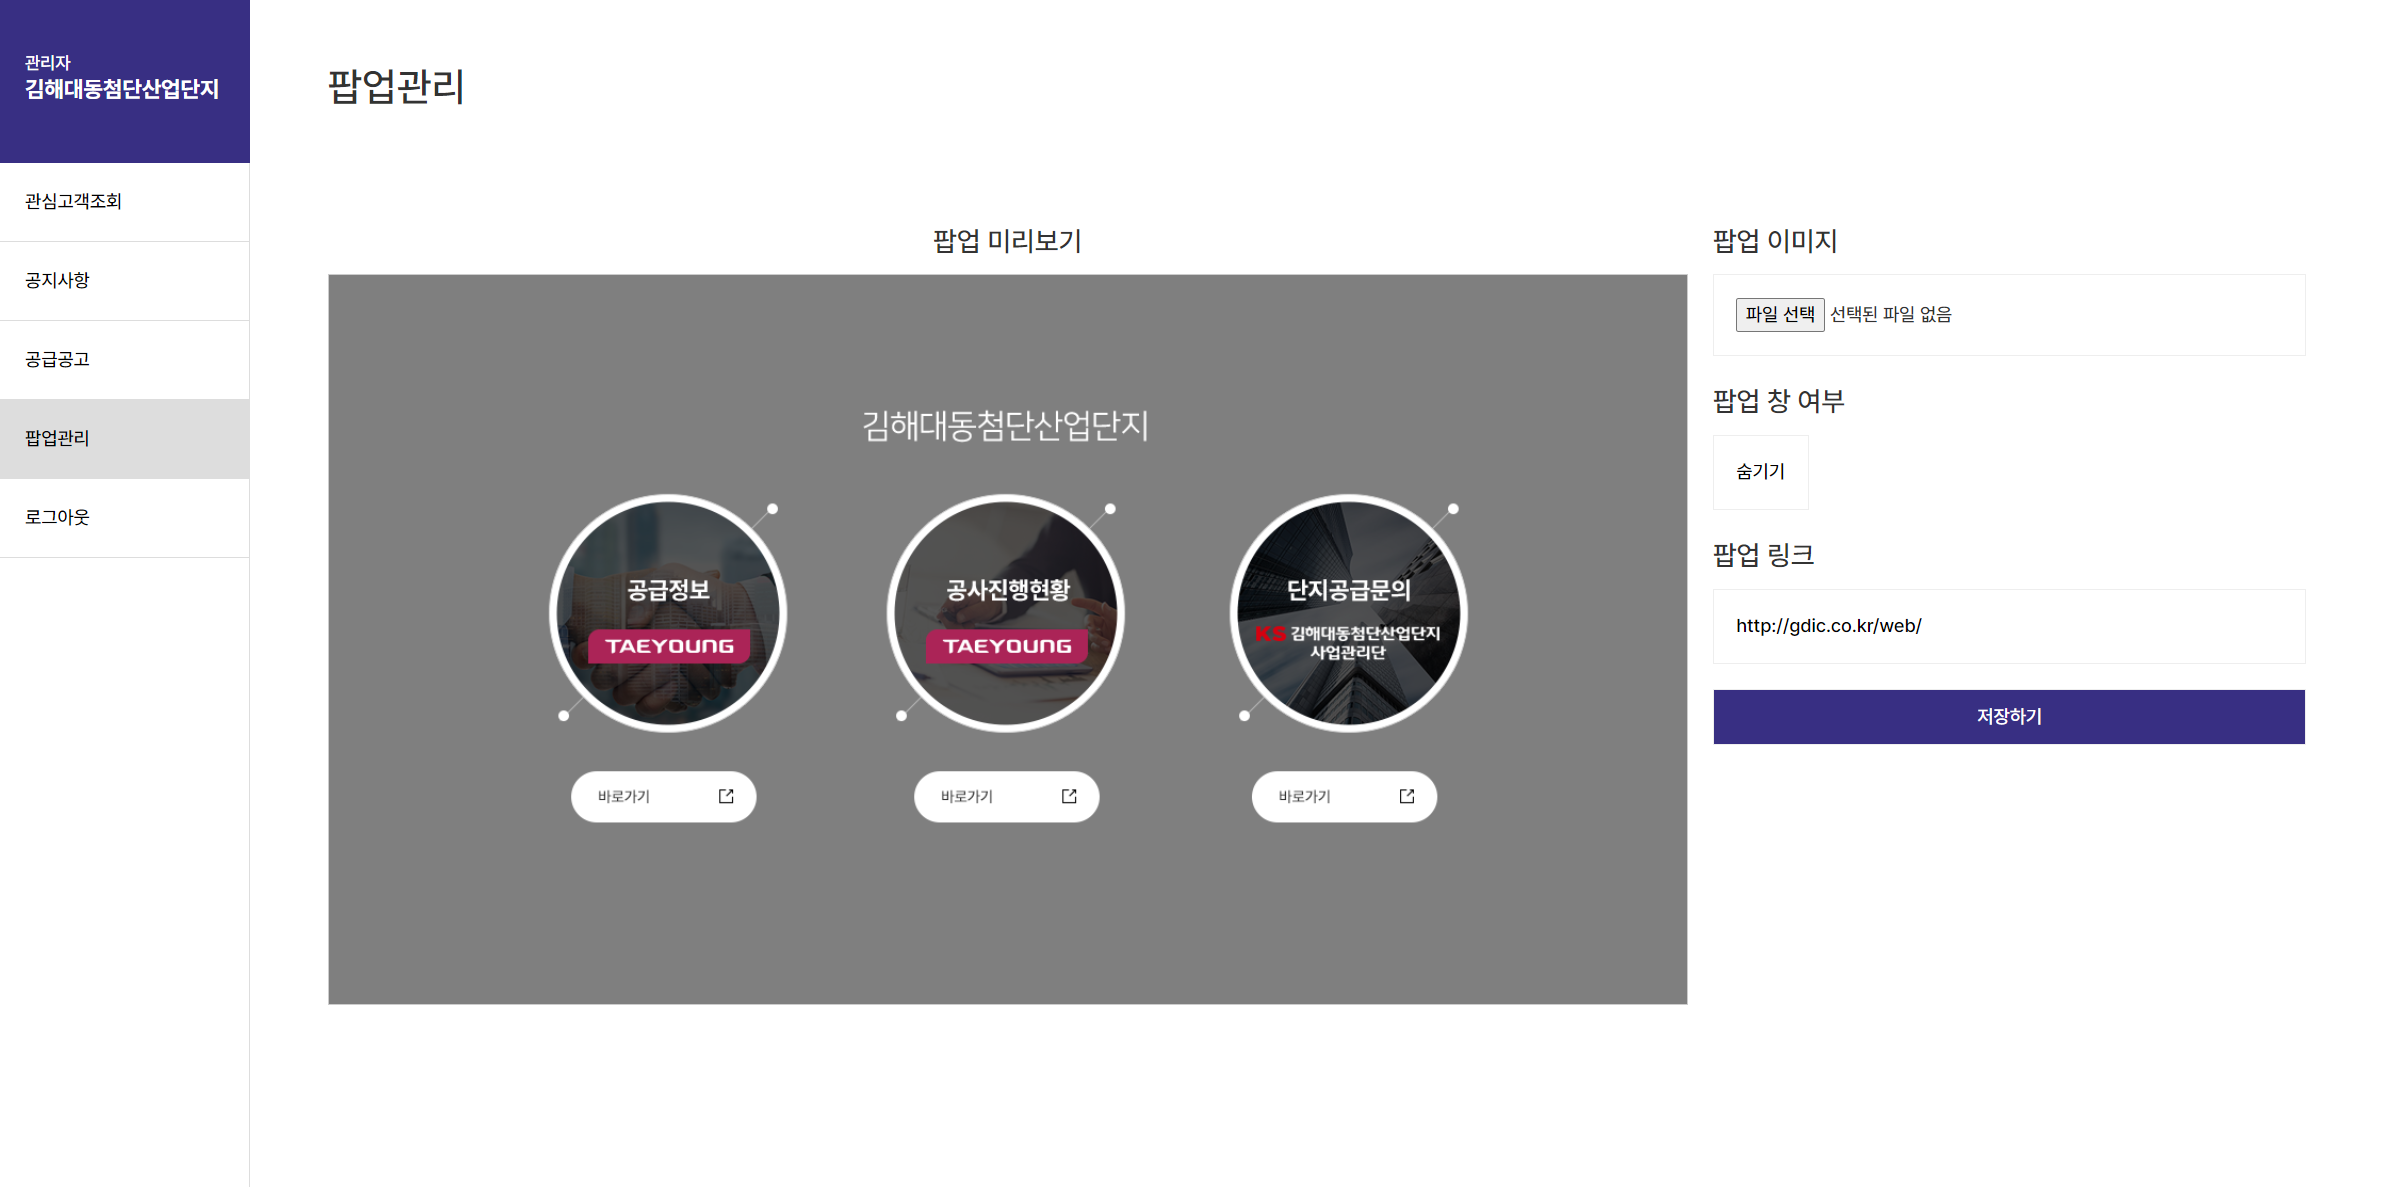 관리자
김해대동첨단산업단지
관심고객조회
공지사항
공급공고
팝업관리
로그아웃
팝업관리
팝업 미리보기
김해대동첨단산업단지
공급정보
TAEYOUNG
바로가기
공사진행현황
TAEYOUNG
바로가기
단지공급문의
KS 김해대동첨단산업단지
사업관리단
바로가기
팝업 이미지
파일 선택 선택된 파일 없음
팝업 창 여부
숨기기
팝업 링크
http://gdic.co.kr/web/
저장하기